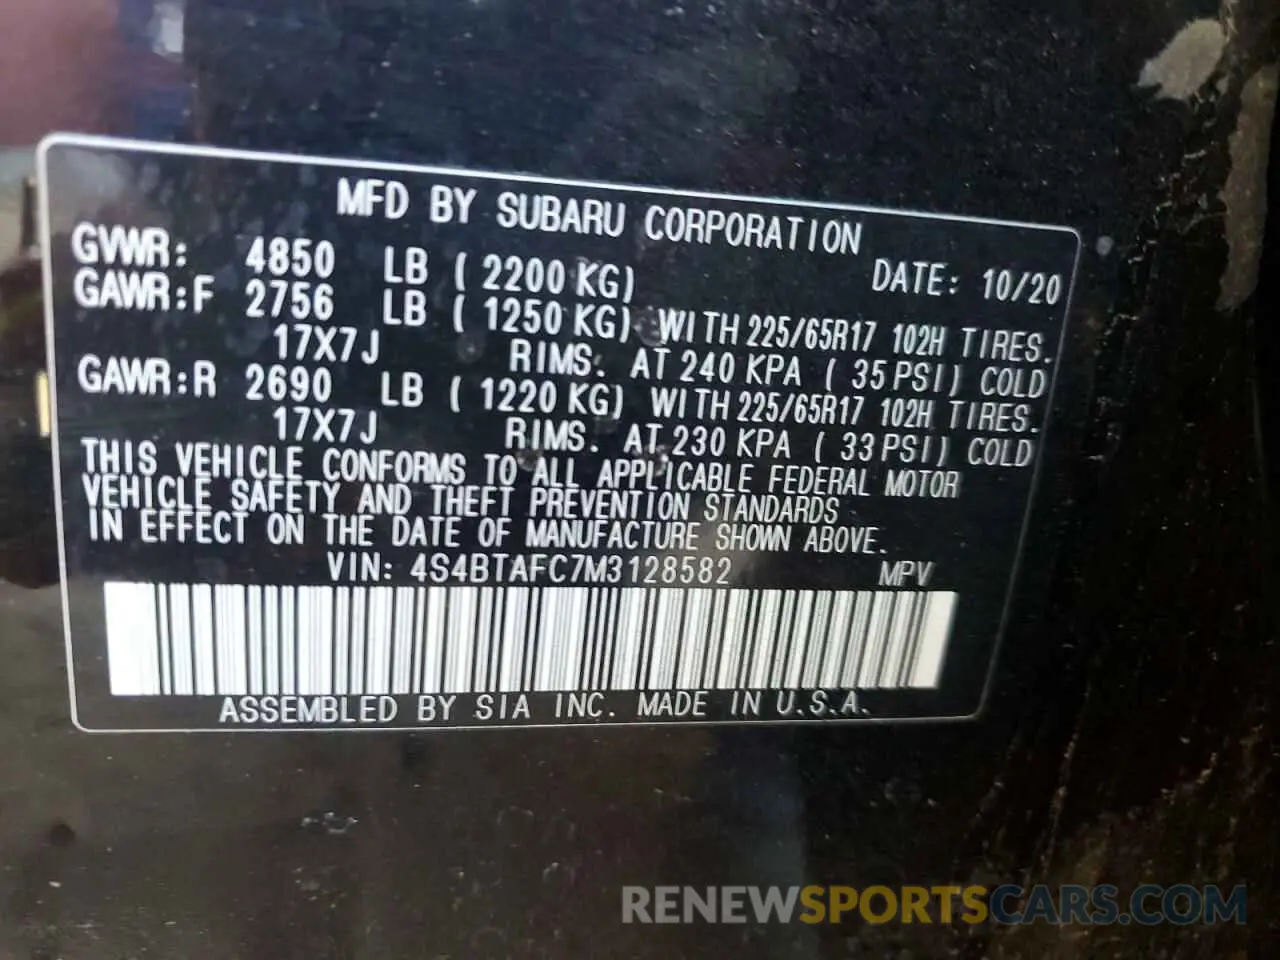 MFD BY SUBARU CORPORATION
GVWR: 4850 LB ( 2200 KG) DATE: 10/20
GAWR:F 2756 LB ( 1250 KG) WITH 225/65R17 102H TIRES.
17X7J RIMS. AT 240 KPA ( 35 PSI) COLD
GAWR:R 2690 LB ( 1220 KG) WITH 225/65R17 102H TIRES.
17X7J RIMS. AT 230 KPA ( 33 PSI) COLD
THIS VEHICLE CONFORMS TO ALL APPLICABLE FEDERAL MOTOR
VEHICLE SAFETY AND THEFT PREVENTION STANDARDS
IN EFFECT ON THE DATE OF MANUFACTURE SHOWN ABOVE.
VIN: 4S4BTAFC7M3128582 MPV
ASSEMBLED BY SIA INC. MADE IN U.S.A.
RENEWSPORTSCARS.COM